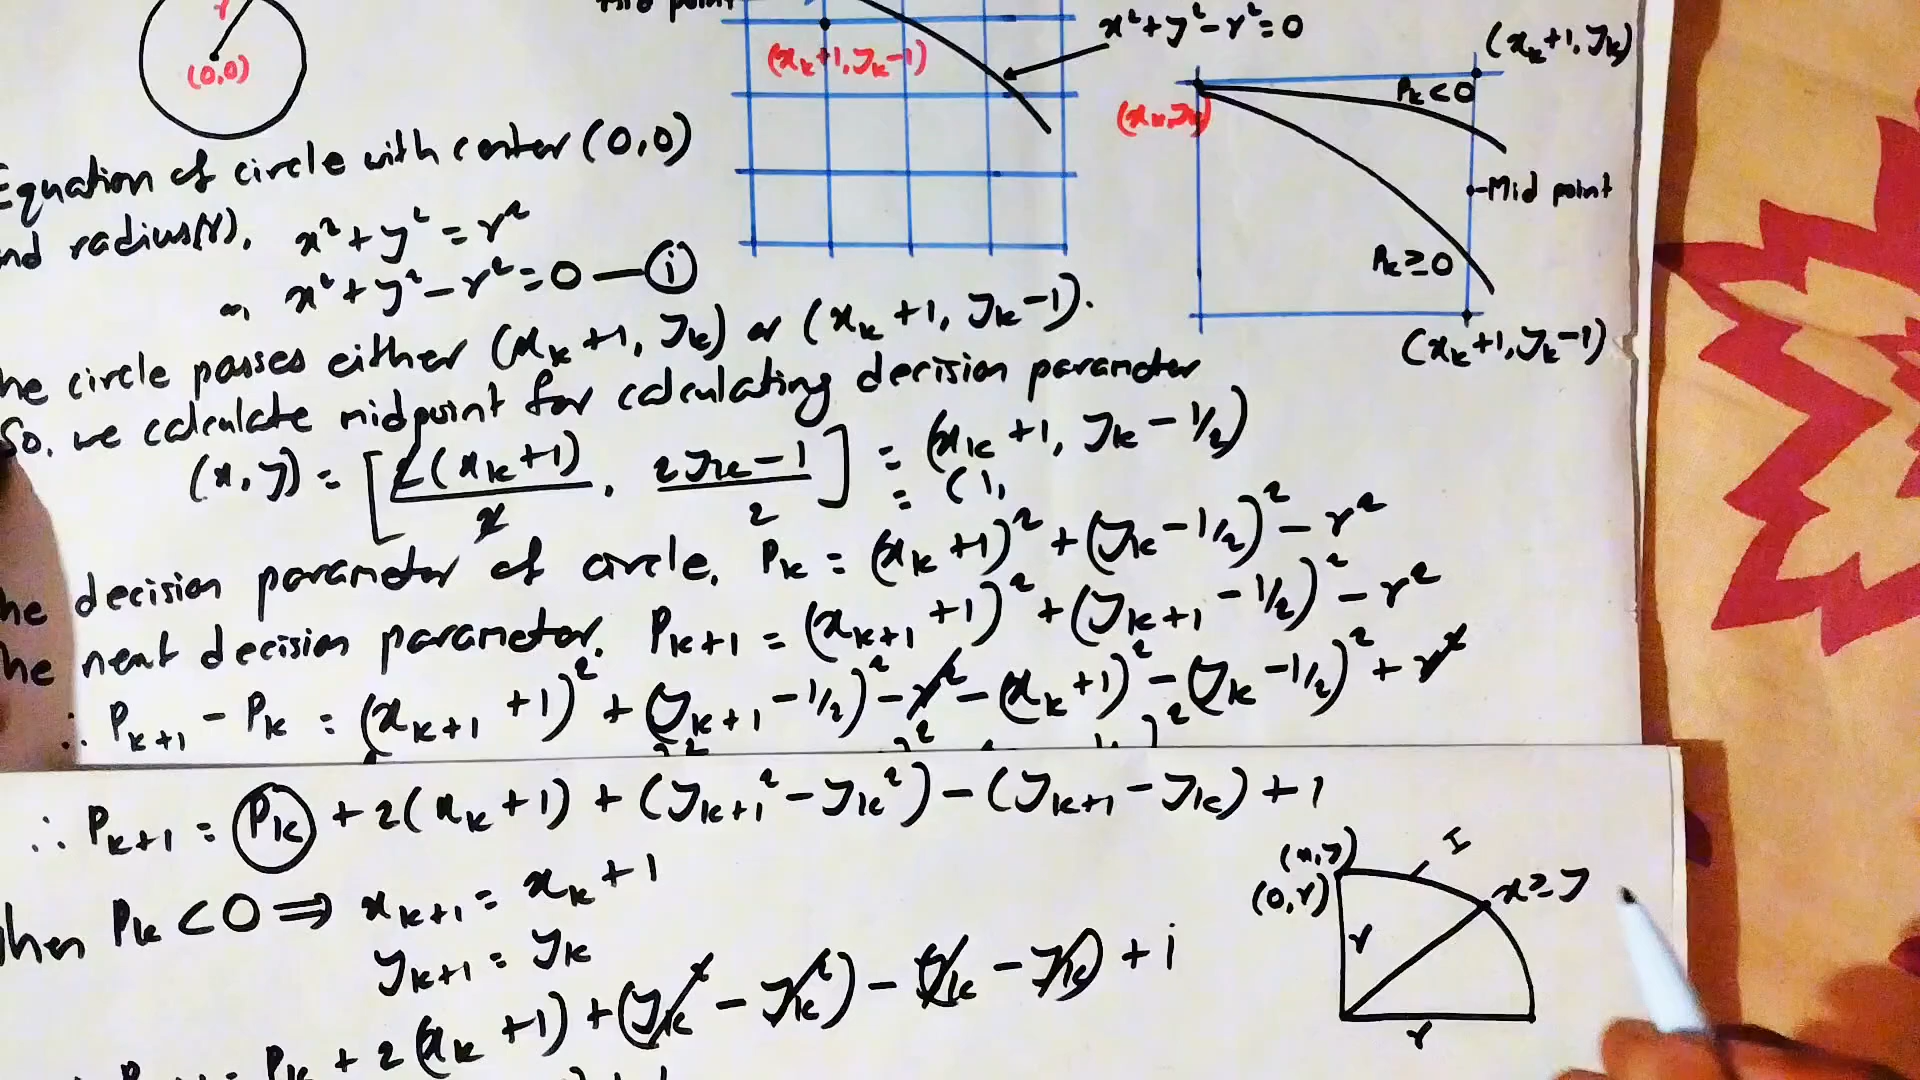 r
(0,0)
(xₖ+1, yₖ-1)
x²+y²-r²=0
(xₖ+1, yₖ)
Pₖ<0
(xₖ, yₖ)
Mid point
Pₖ≥0
(xₖ+1, yₖ-1)
Equation of circle with center (0,0)
nd radius(r), x²+y²=r²
x²+y²-r²=0 — (i)
he circle passes either (xₖ+1, yₖ) or (xₖ+1, yₖ-1).
So, we calculate midpoint for calculating decision parameter
(x, y) = [2(xₖ+1)/2, 2yₖ-1/2] = (xₖ+1, yₖ-1/2)
= (1,
he decision parameter of circle, Pₖ = (xₖ+1)²+(yₖ-1/2)²-r²
he next decision parameter, Pₖ₊₁ = (xₖ₊₁+1)²+(yₖ₊₁-1/2)²-r²
∴ Pₖ₊₁ - Pₖ = (xₖ₊₁+1)²+(yₖ₊₁-1/2)²-r²-(xₖ+1)²-(yₖ-1/2)²+r²
∴ Pₖ₊₁ = Pₖ + 2(xₖ+1) + (yₖ₊₁²-yₖ²) - (yₖ₊₁-yₖ) + 1
When Pₖ<0 ⇒ xₖ₊₁ = xₖ+1
yₖ₊₁ = yₖ
Pₖ + 2(xₖ+1) + (yₖ²-yₖ²) - (yₖ-yₖ) + 1
(x,y)
(0,r)
I
x≥y
r
r